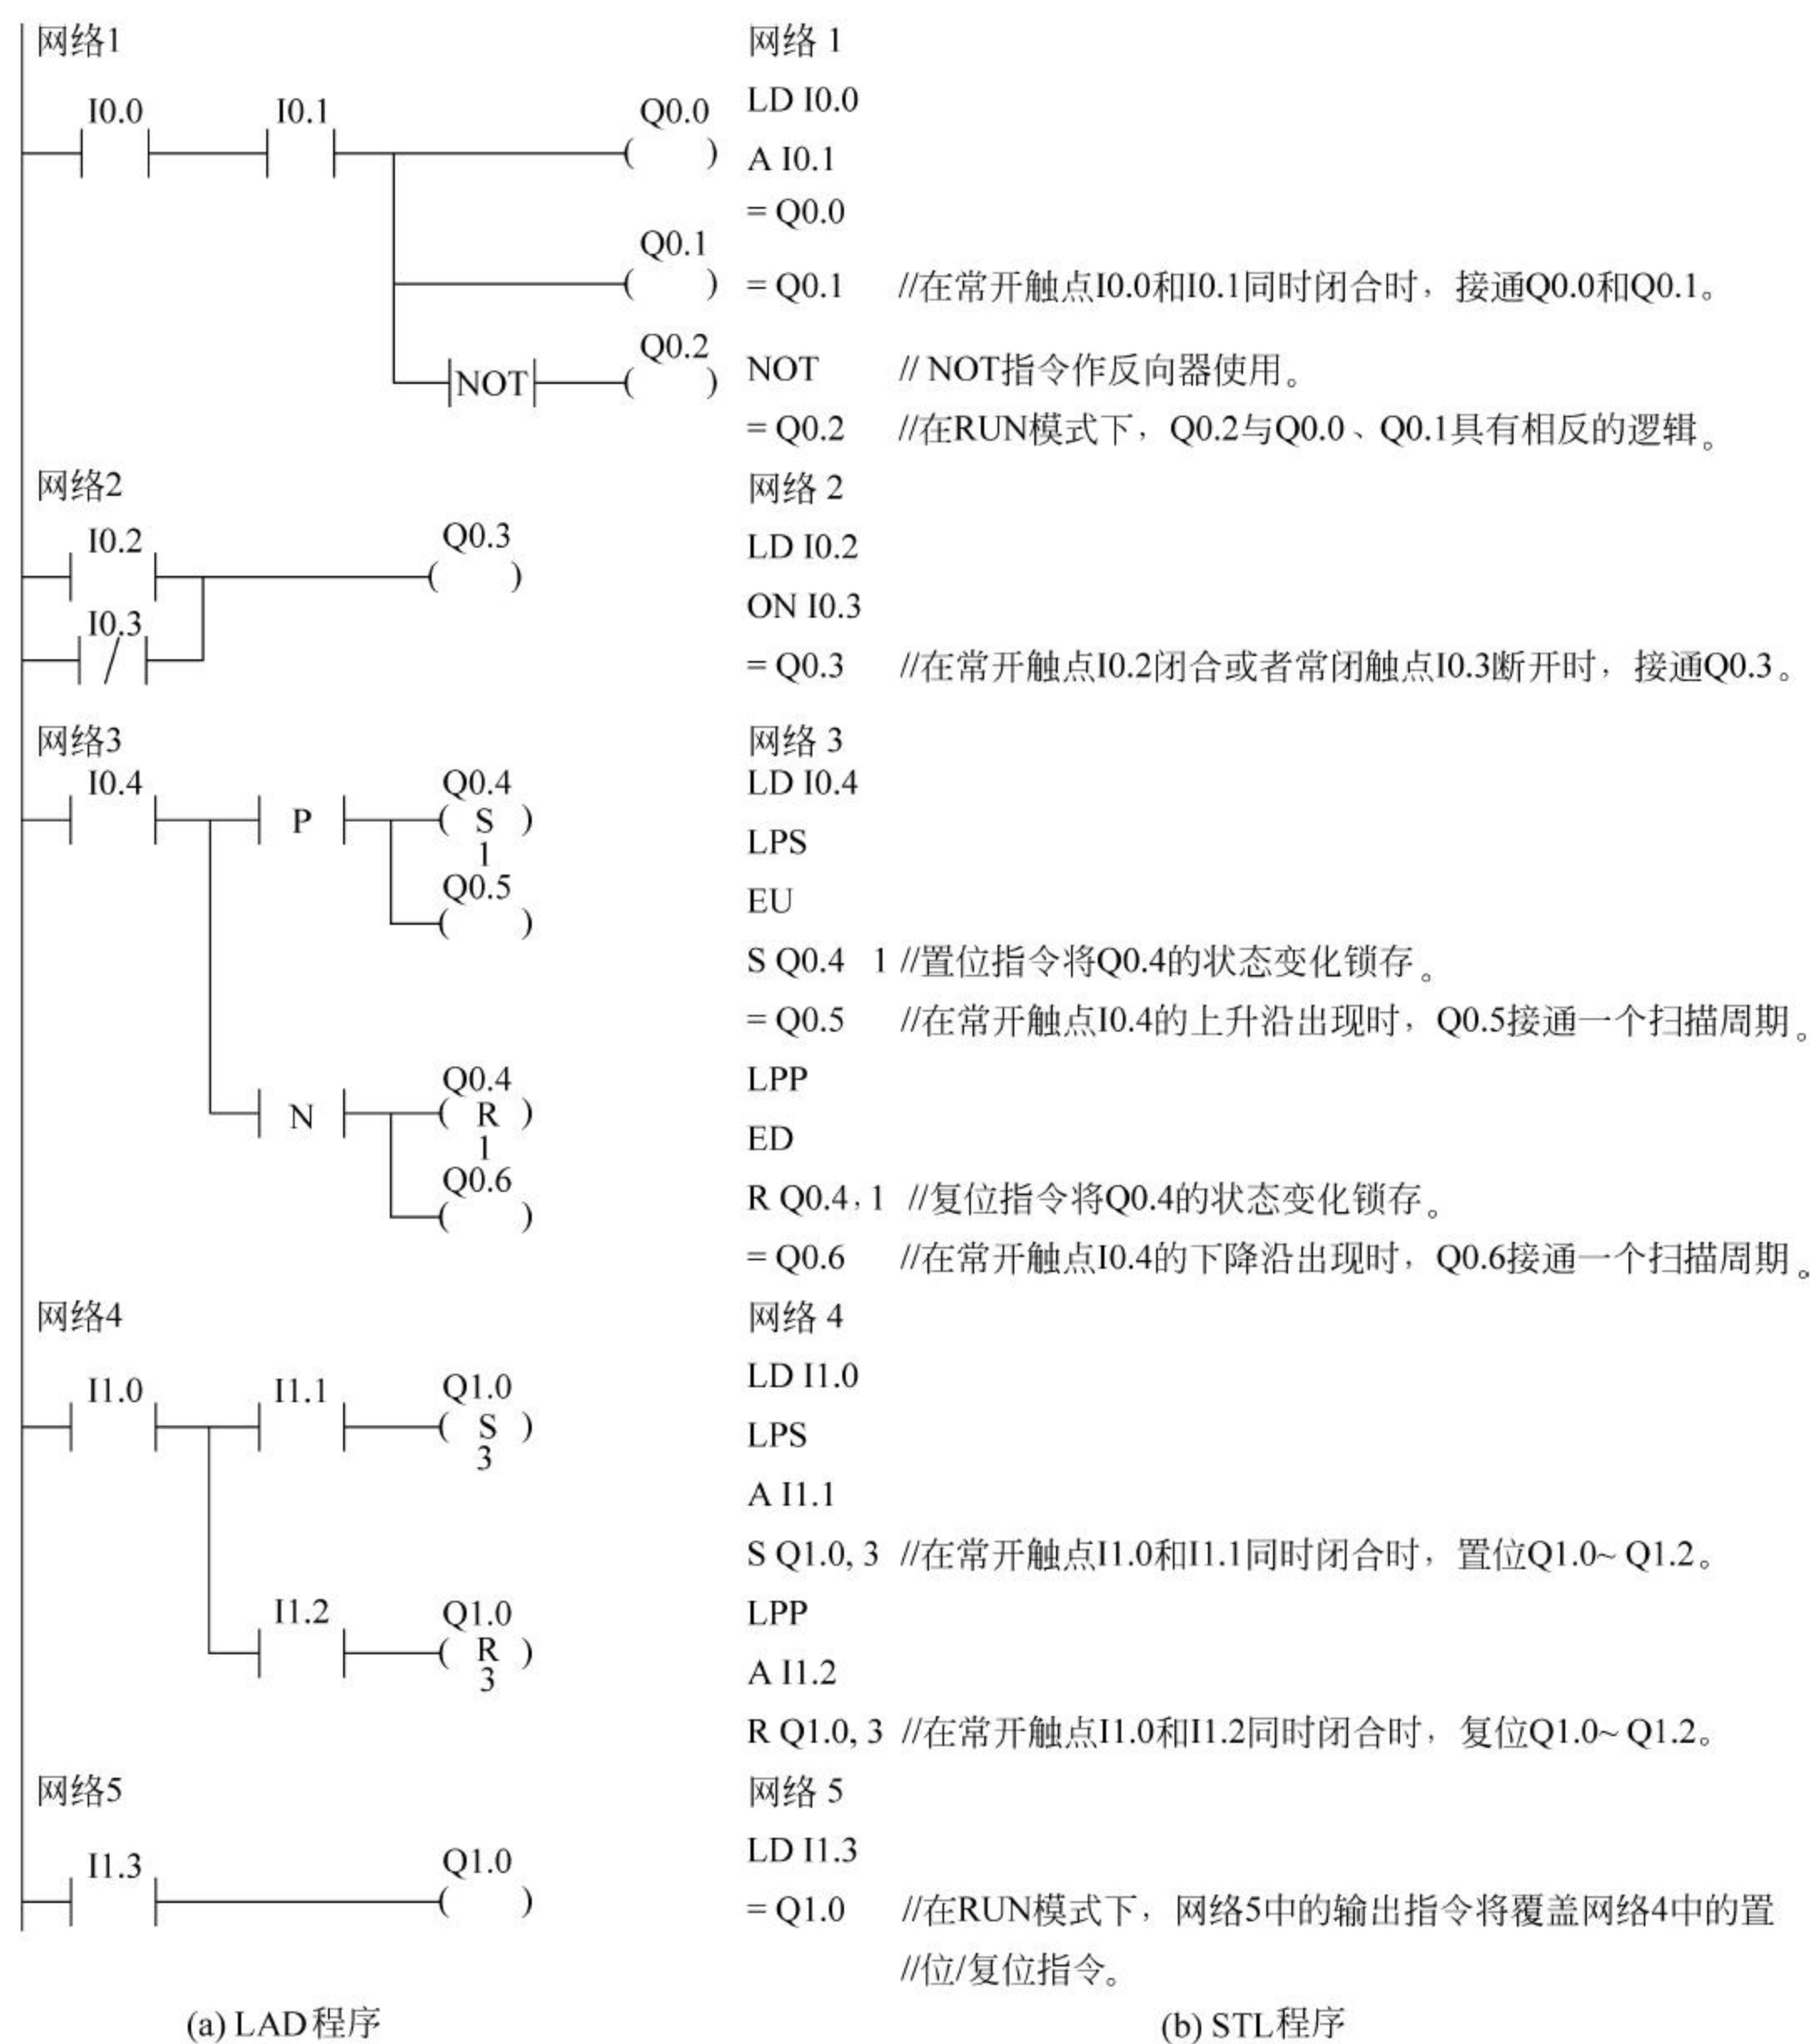 网络1
I0.0
I0.1
Q0.0
( )
Q0.1
( )
NOT
Q0.2
( )
网络2
I0.2
Q0.3
( )
I0.3
/
网络3
I0.4
P
Q0.4
( S )
1
Q0.5
( )
N
Q0.4
( R )
1
Q0.6
( )
网络4
I1.0
I1.1
Q1.0
( S )
3
I1.2
Q1.0
( R )
3
网络5
I1.3
Q1.0
( )
(a) LAD程序
网络 1
LD I0.0
A I0.1
= Q0.0
= Q0.1 //在常开触点I0.0和I0.1同时闭合时，接通Q0.0和Q0.1。
NOT // NOT指令作反向器使用。
= Q0.2 //在RUN模式下，Q0.2与Q0.0、Q0.1具有相反的逻辑。
网络 2
LD I0.2
ON I0.3
= Q0.3 //在常开触点I0.2闭合或者常闭触点I0.3断开时，接通Q0.3。
网络 3
LD I0.4
LPS
EU
S Q0.4 1 //置位指令将Q0.4的状态变化锁存。
= Q0.5 //在常开触点I0.4的上升沿出现时，Q0.5接通一个扫描周期。
LPP
ED
R Q0.4，1 //复位指令将Q0.4的状态变化锁存。
= Q0.6 //在常开触点I0.4的下降沿出现时，Q0.6接通一个扫描周期。
网络 4
LD I1.0
LPS
A I1.1
S Q1.0, 3 //在常开触点I1.0和I1.1同时闭合时，置位Q1.0~ Q1.2。
LPP
A I1.2
R Q1.0, 3 //在常开触点I1.0和I1.2同时闭合时，复位Q1.0~ Q1.2。
网络 5
LD I1.3
= Q1.0 //在RUN模式下，网络5中的输出指令将覆盖网络4中的置
//位/复位指令。
(b) STL程序